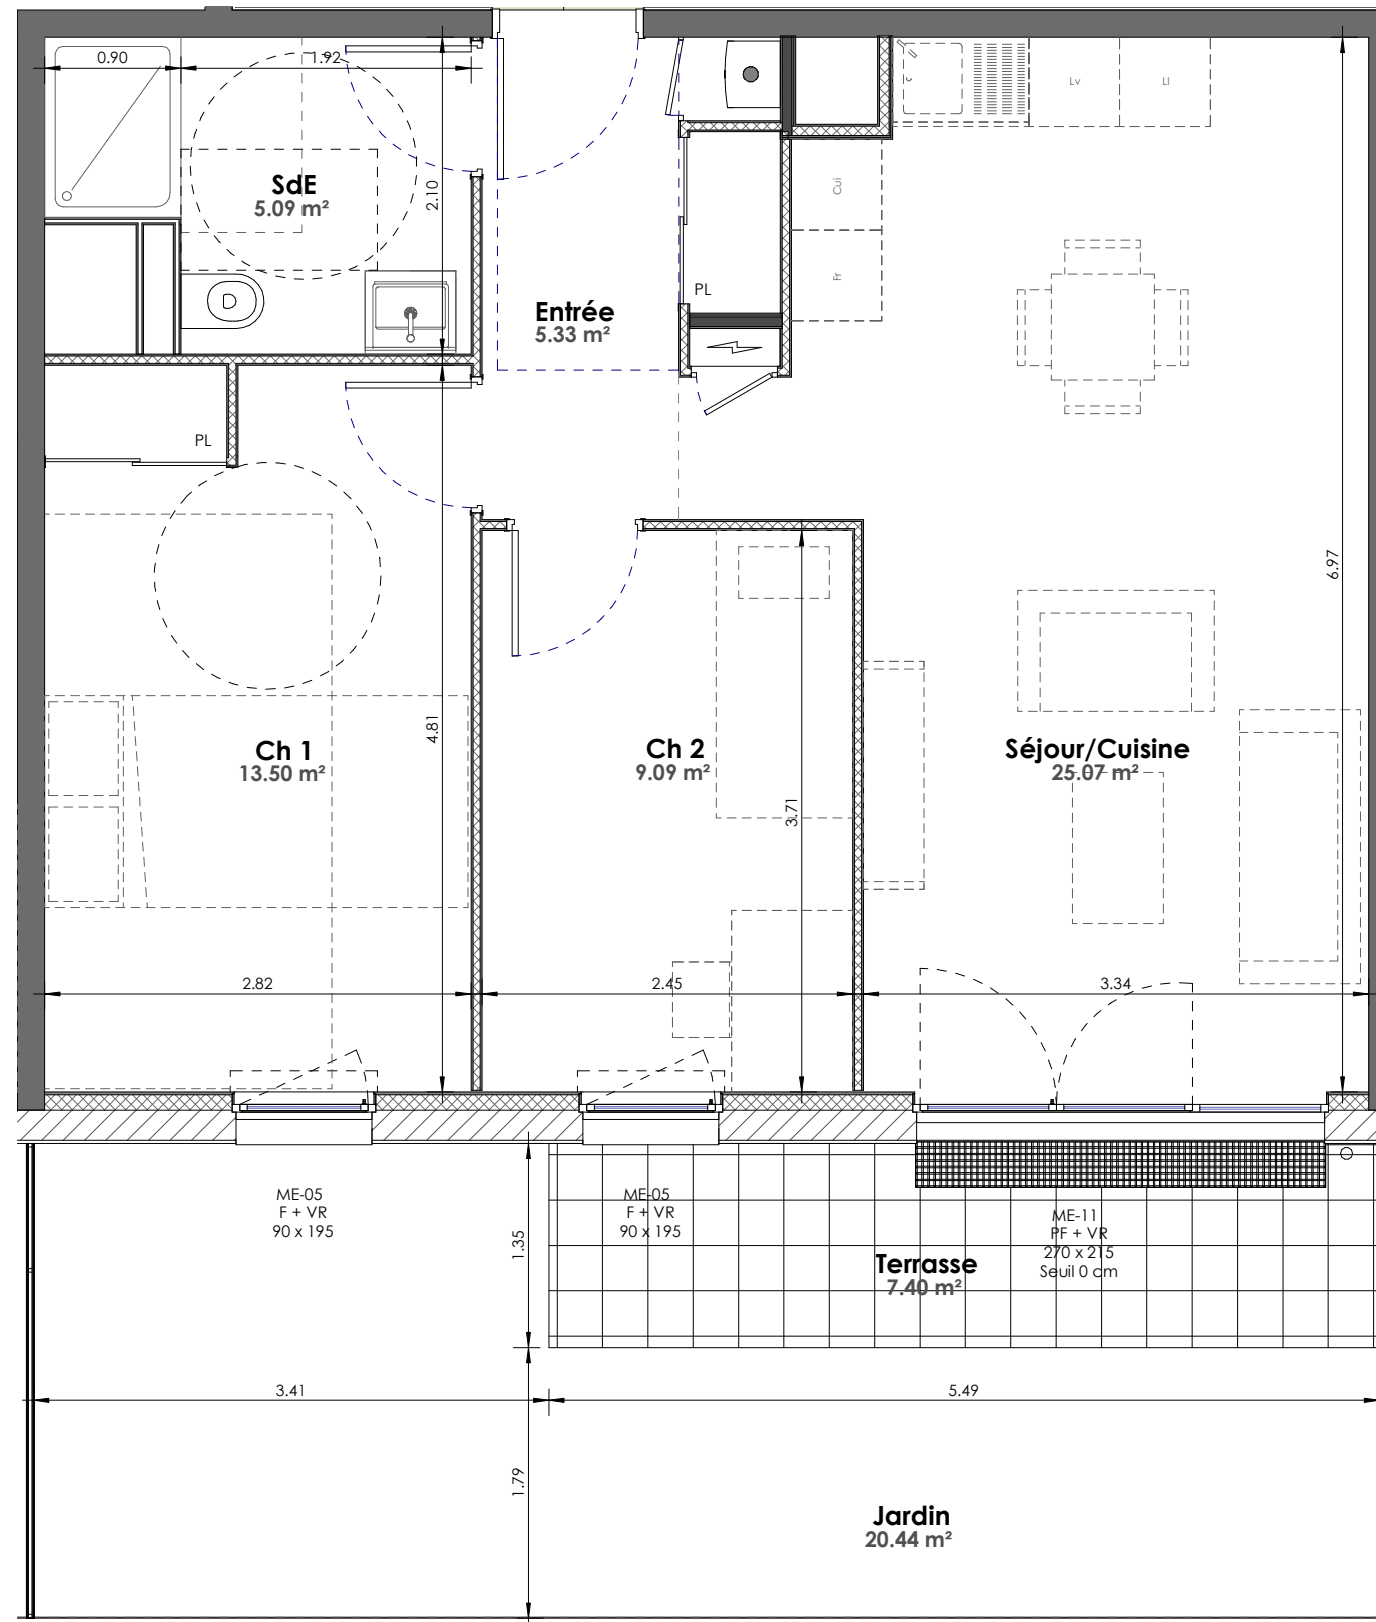 0.90
1.92
Lv
Ll
SdE
5.09 m²
2.10
Cui
Fr
PL
Entrée
5.33 m²
PL
6.97
Ch 1
13.50 m²
4.81
Ch 2
9.09 m²
3.71
Séjour/Cuisine
25.07 m²
2.82
2.45
3.34
ME-05
F + VR
90 x 195
ME-05
F + VR
90 x 195
ME-11
PF + VR
270 x 215
Seuil 0 cm
1.35
Terrasse
7.40 m²
3.41
5.49
1.79
Jardin
20.44 m²